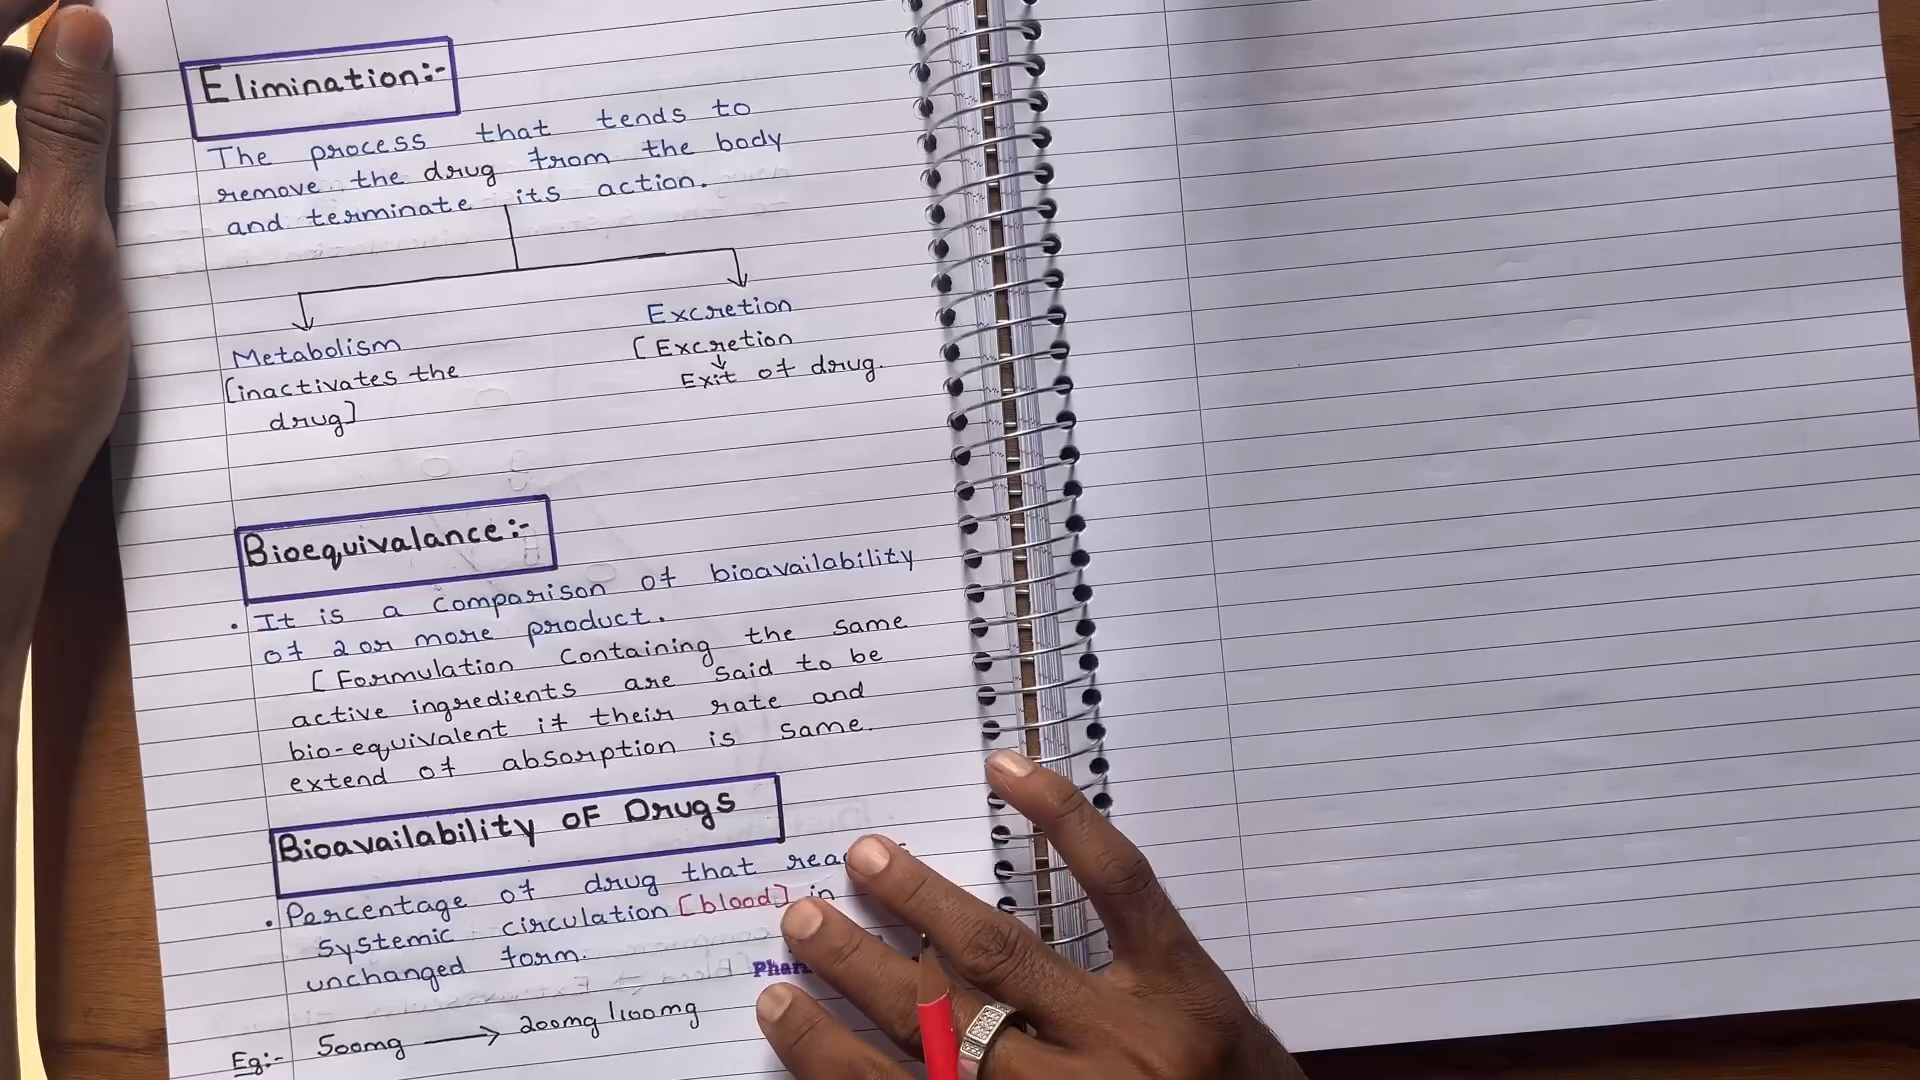 Elimination:-
The process that tends to
remove the drug from the body
and terminate its action.
Metabolism
[inactivates the
drug]
Excretion
[Excretion
↓
Exit of drug.
Bioequivalance:-
• It is a comparison of bioavailability
of 2 or more product.
[Formulation containing the same
active ingredients are said to be
bio-equivalent if their rate and
extend of absorption is same.
Bioavailability OF Drugs
• Percentage of drug that
systemic circulation [blood] in
unchanged form.
Eg:- 500mg → 200mg/100mg